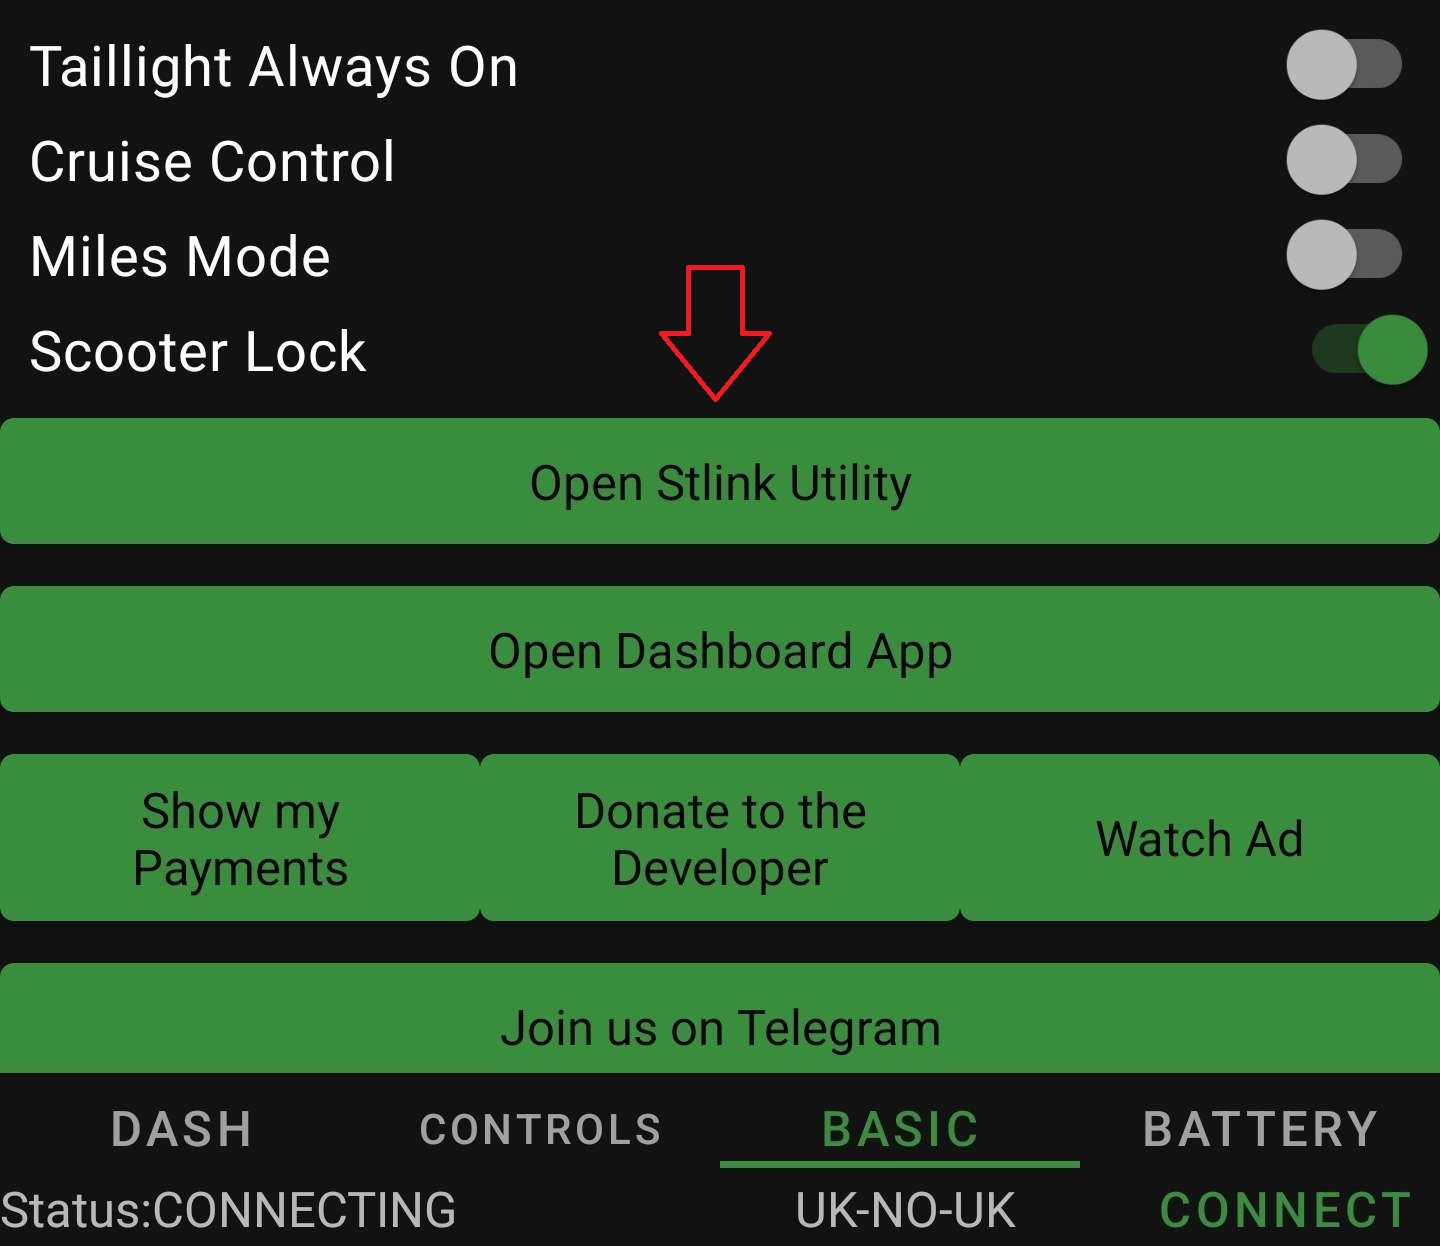 Taillight Always On
Cruise Control
Miles Mode
Scooter Lock
Open Stlink Utility
Open Dashboard App
Show my
Payments
Donate to the
Developer
Watch Ad
Join us on Telegram
DASH CONTROLS BASIC BATTERY
Status:CONNECTING UK-NO-UK CONNECT